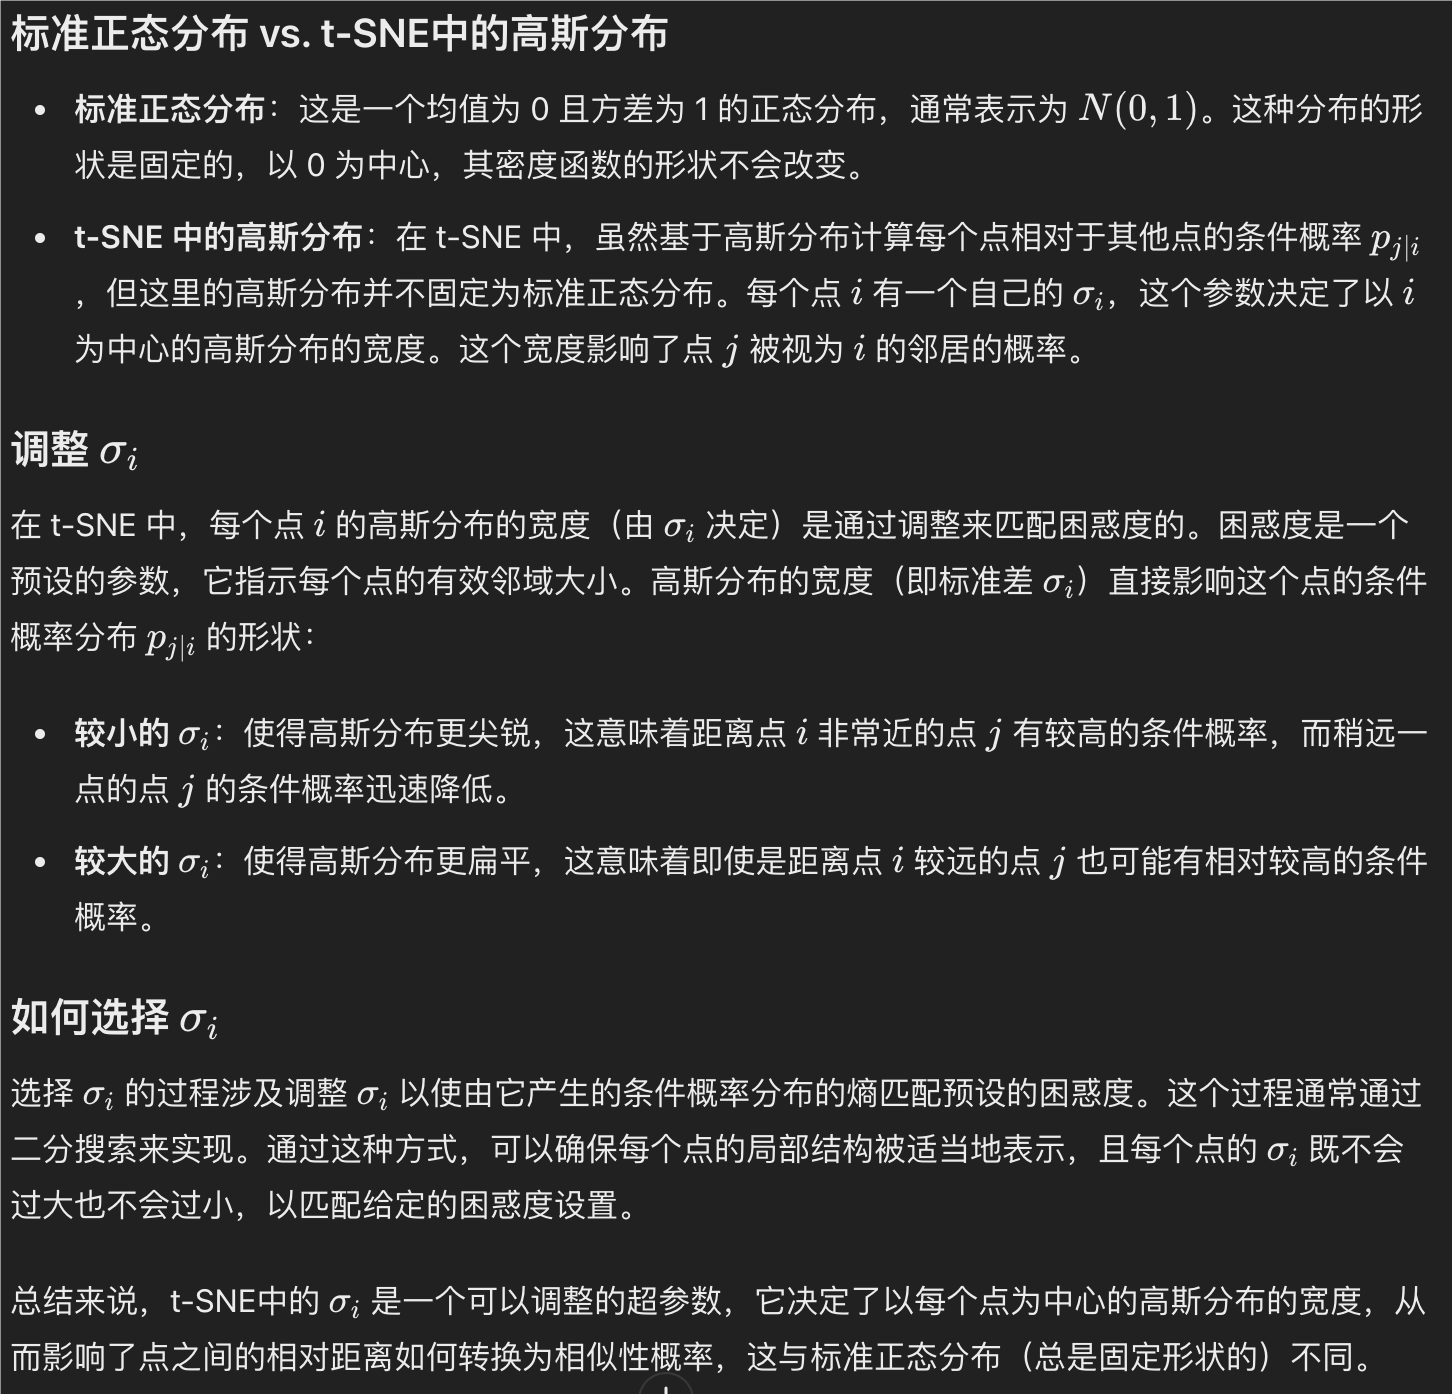 标准正态分布 vs. t-SNE中的高斯分布
• 标准正态分布：这是一个均值为 0 且方差为 1 的正态分布，通常表示为 N(0, 1)。这种分布的形
状是固定的，以 0 为中心，其密度函数的形状不会改变。
• t-SNE 中的高斯分布：在 t-SNE 中，虽然基于高斯分布计算每个点相对于其他点的条件概率 p_{j|i}
，但这里的高斯分布并不固定为标准正态分布。每个点 i 有一个自己的 σ_i，这个参数决定了以 i
为中心的高斯分布的宽度。这个宽度影响了点 j 被视为 i 的邻居的概率。
调整 σ_i
在 t-SNE 中，每个点 i 的高斯分布的宽度（由 σ_i 决定）是通过调整来匹配困惑度的。困惑度是一个
预设的参数，它指示每个点的有效邻域大小。高斯分布的宽度（即标准差 σ_i）直接影响这个点的条件
概率分布 p_{j|i} 的形状：
• 较小的 σ_i：使得高斯分布更尖锐，这意味着距离点 i 非常近的点 j 有较高的条件概率，而稍远一
点的点 j 的条件概率迅速降低。
• 较大的 σ_i：使得高斯分布更扁平，这意味着即使是距离点 i 较远的点 j 也可能有相对较高的条件
概率。
如何选择 σ_i
选择 σ_i 的过程涉及调整 σ_i 以使由它产生的条件概率分布的熵匹配预设的困惑度。这个过程通常通过
二分搜索来实现。通过这种方式，可以确保每个点的局部结构被适当地表示，且每个点的 σ_i 既不会
过大也不会过小，以匹配给定的困惑度设置。
总结来说，t-SNE中的 σ_i 是一个可以调整的超参数，它决定了以每个点为中心的高斯分布的宽度，从
而影响了点之间的相对距离如何转换为相似性概率，这与标准正态分布（总是固定形状的）不同。